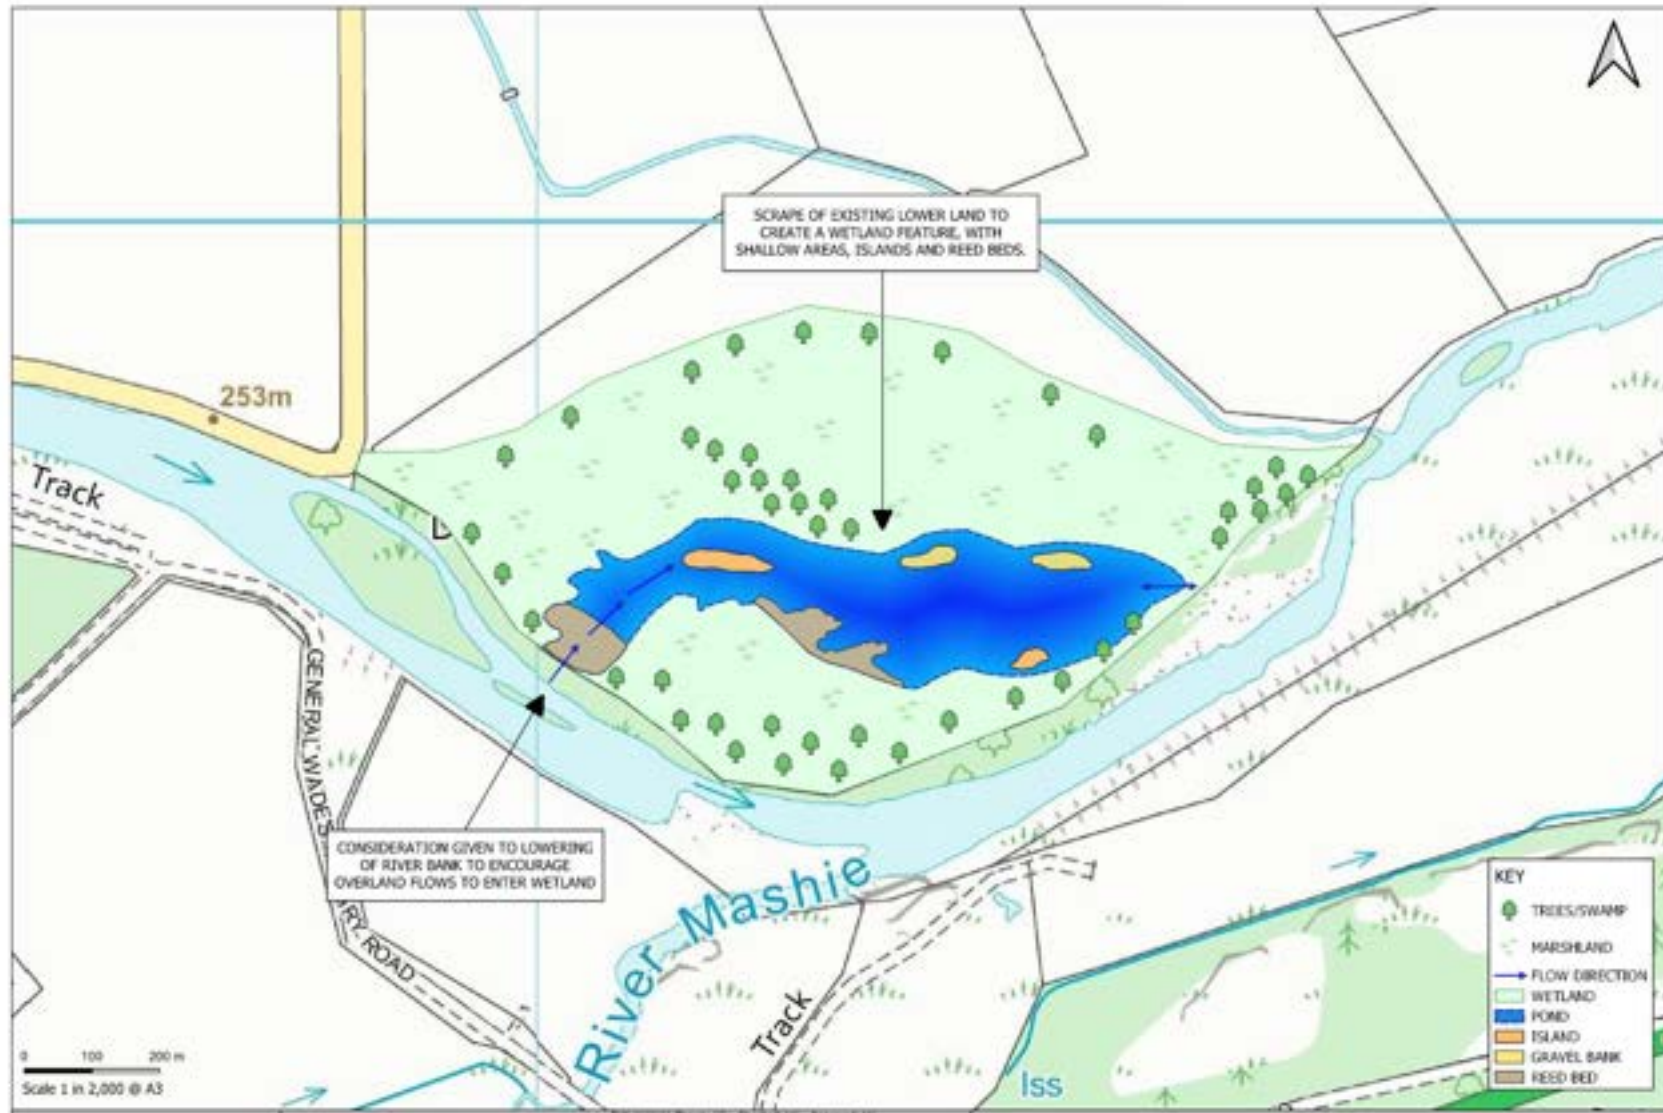 SCRAPE OF EXISTING LOWER LAND TO
CREATE A WETLAND FEATURE, WITH
SHALLOW AREAS, ISLANDS AND REED BEDS.
253m
Track
D
GENERAL WADES
RY ROAD
CONSIDERATION GIVEN TO LOWERING
OF RIVER BANK TO ENCOURAGE
OVERLAND FLOWS TO ENTER WETLAND
River Mashie
Track
Iss
KEY
TREES/SWAMP
MARSHLAND
FLOW DIRECTION
WETLAND
POND
ISLAND
GRAVEL BANK
REED BED
0 100 200 m
Scale 1 in 2,000 @ A3